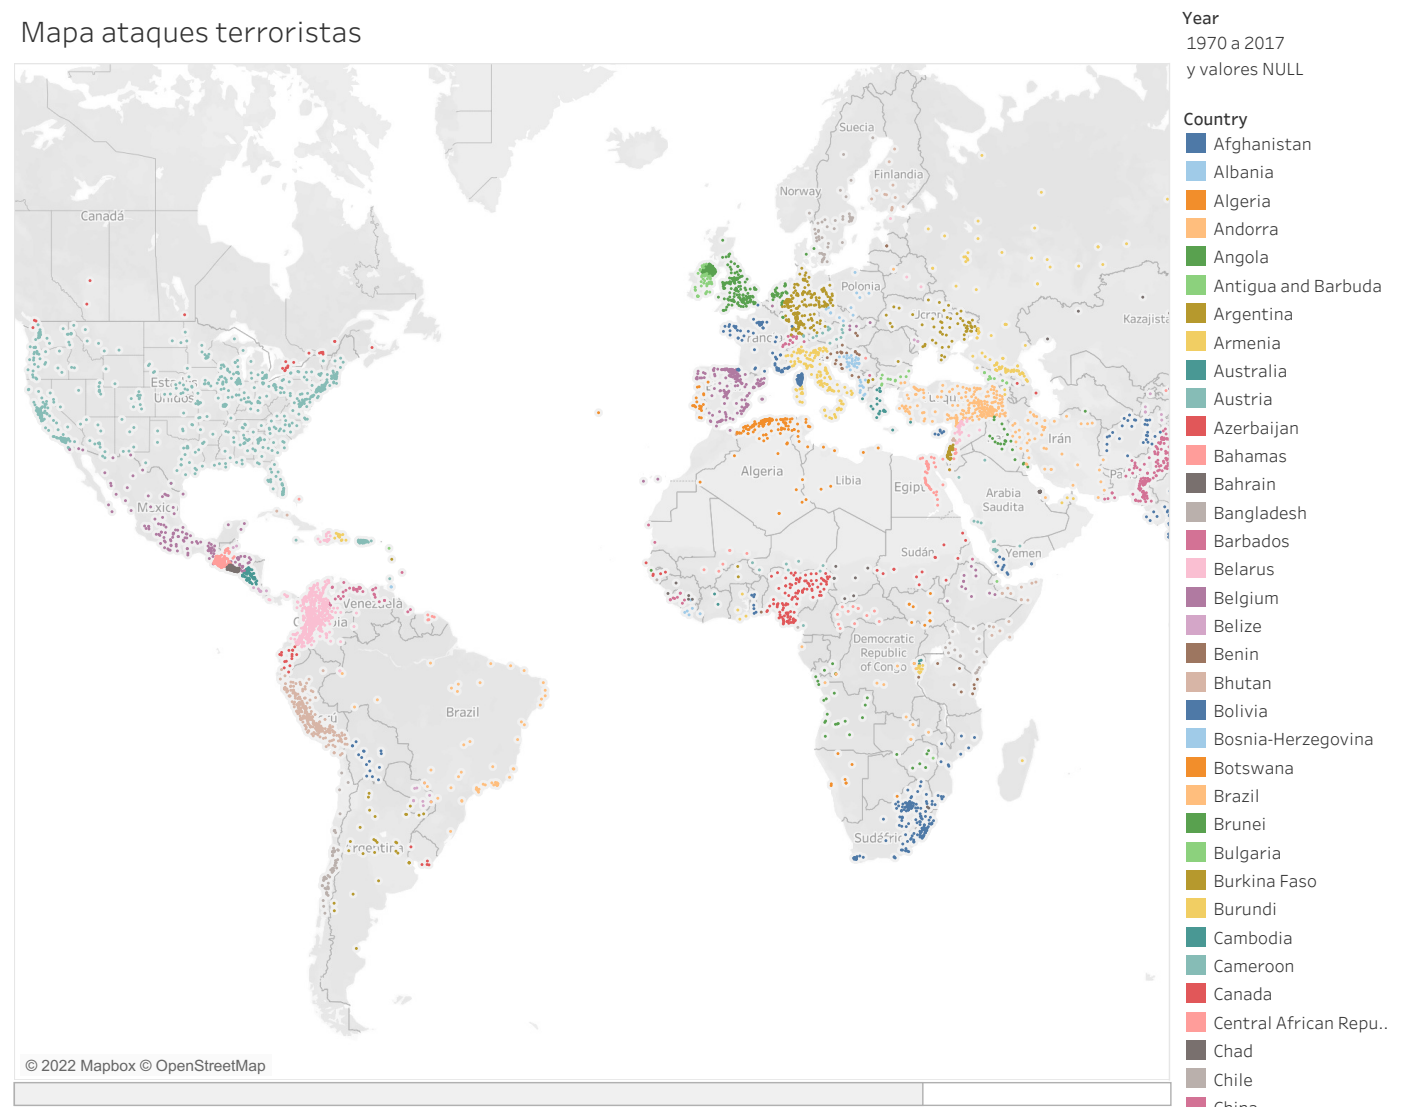 Mapa ataques terroristas
Year
1970 a 2017
y valores NULL
Country
Afghanistan
Albania
Algeria
Andorra
Angola
Antigua and Barbuda
Argentina
Armenia
Australia
Austria
Azerbaijan
Bahamas
Bahrain
Bangladesh
Barbados
Belarus
Belgium
Belize
Benin
Bhutan
Bolivia
Bosnia-Herzegovina
Botswana
Brazil
Brunei
Bulgaria
Burkina Faso
Burundi
Cambodia
Cameroon
Canada
Central African Repu..
Chad
Chile
Suecia
Finlandia
Norway
Canadá
Polonia
Kazajista
Unidos
Irán
Algeria
Libia
Arabia
Saudita
Sudán
Yemen
Democratic
Republic
of Congo
Brazil
© 2022 Mapbox © OpenStreetMap